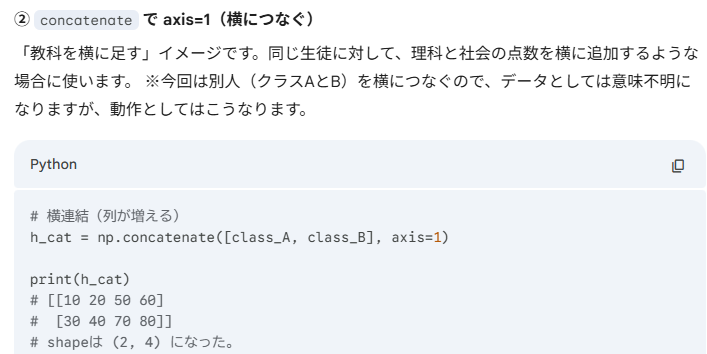 ② concatenate で axis=1（横につなぐ）
「教科を横に足す」イメージです。同じ生徒に対して、理科と社会の点数を横に追加するような
場合に使います。 ※今回は別人（クラスAとB）を横につなぐので、データとしては意味不明に
なりますが、動作としてはこうなります。
Python
# 横連結（列が増える）
h_cat = np.concatenate([class_A, class_B], axis=1)
print(h_cat)
# [[10 20 50 60]
#  [30 40 70 80]]
# shapeは (2, 4) になった。